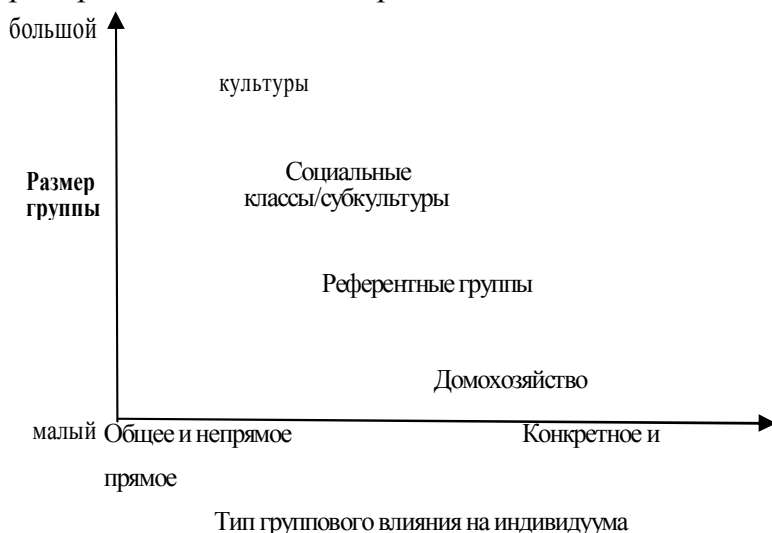 большой
культуры
Социальные
классы/субкультуры
Размер
группы
Референтные группы
Домохозяйство
малый Общее и непрямое Конкретное и
прямое
Тип группового влияния на индивидуума